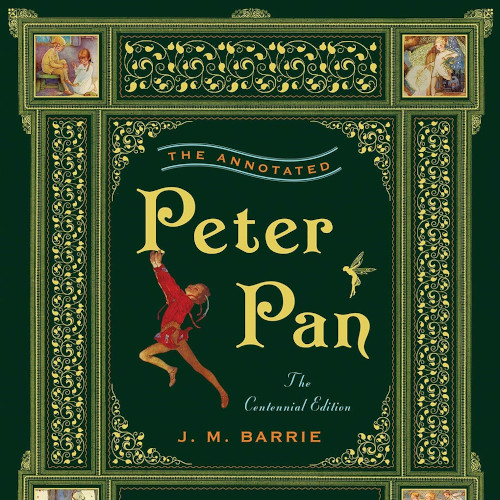 THE ANNOTATED
Peter
Pan
The
Centennial Edition
J. M. BARRIE